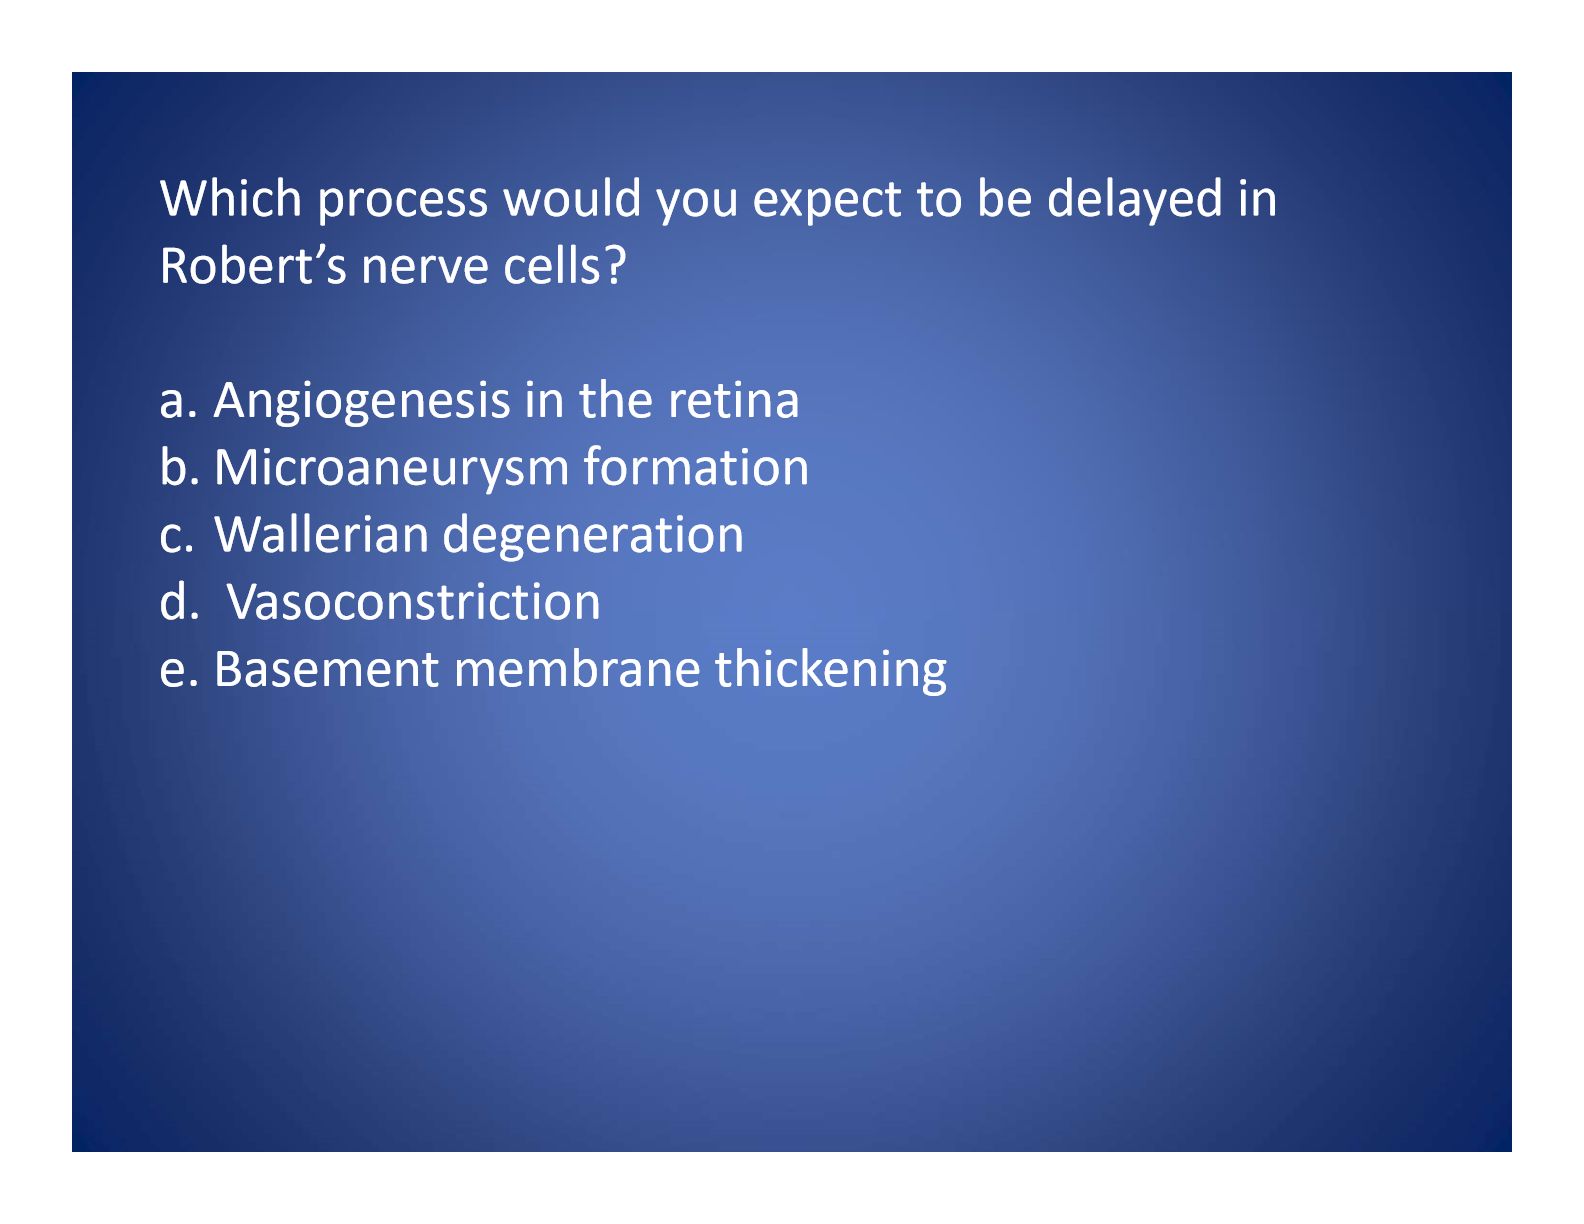 Which process would you expect to be delayed in
Robert’s nerve cells?
a. Angiogenesis in the retina
b. Microaneurysm formation
c. Wallerian degeneration
d. Vasoconstriction
e. Basement membrane thickening